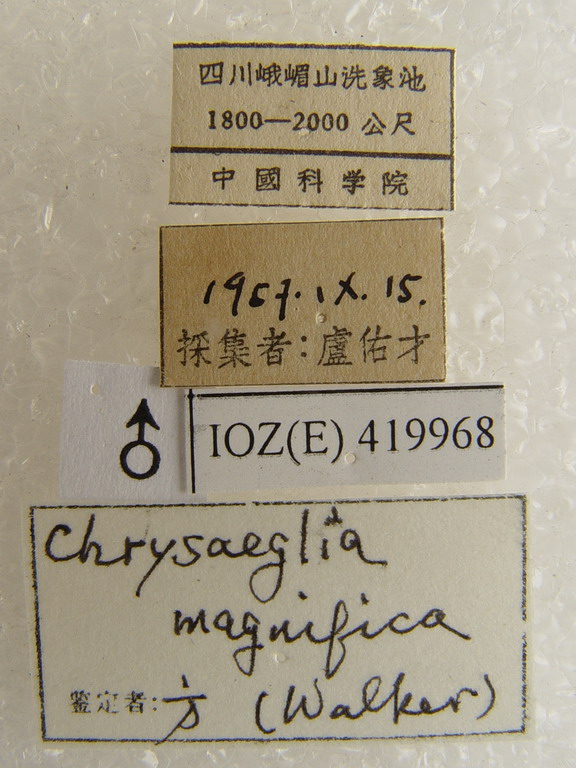 四川峨嵋山洗象池
1800—2000 公尺
中國科学院
1957.IX.15.
採集者:盧佑才
♂
IOZ(E) 419968
Chrysaeglia
magnifica
(Walker)
鉴定者:方